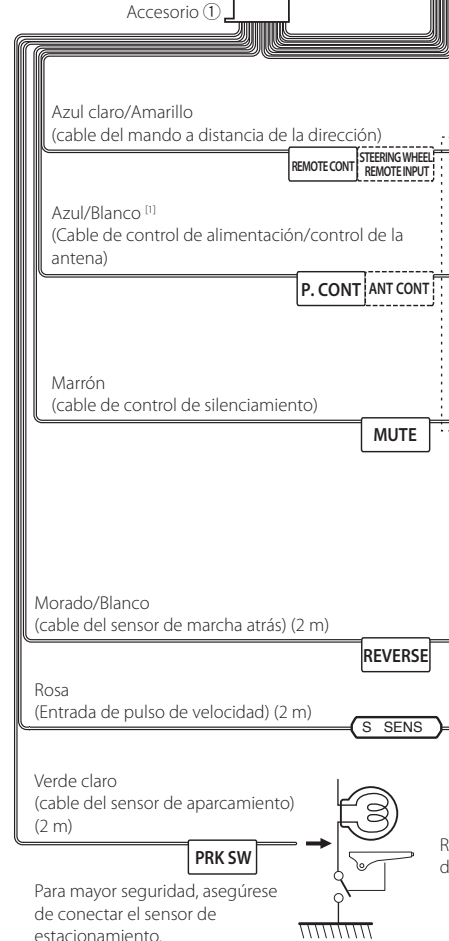 Accesorio ①
Azul claro/Amarillo
(cable del mando a distancia de la dirección)
REMOTE CONT
STEERING WHEEL
REMOTE INPUT
Azul/Blanco [1]
(Cable de control de alimentación/control de la
antena)
P. CONT
ANT CONT
Marrón
(cable de control de silenciamiento)
MUTE
Morado/Blanco
(cable del sensor de marcha atrás) (2 m)
REVERSE
Rosa
(Entrada de pulso de velocidad) (2 m)
S SENS
Verde claro
(cable del sensor de aparcamiento)
(2 m)
PRK SW
R
d
Para mayor seguridad, asegúrese
de conectar el sensor de
estacionamiento.